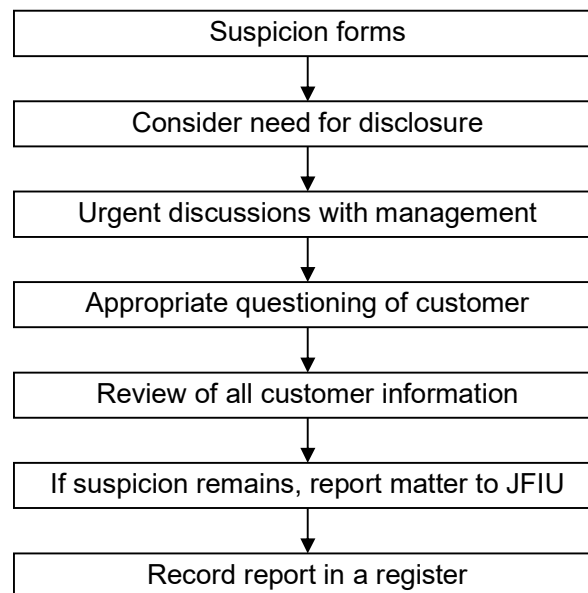 Suspicion forms
Consider need for disclosure
Urgent discussions with management
Appropriate questioning of customer
Review of all customer information
If suspicion remains, report matter to JFIU
Record report in a register